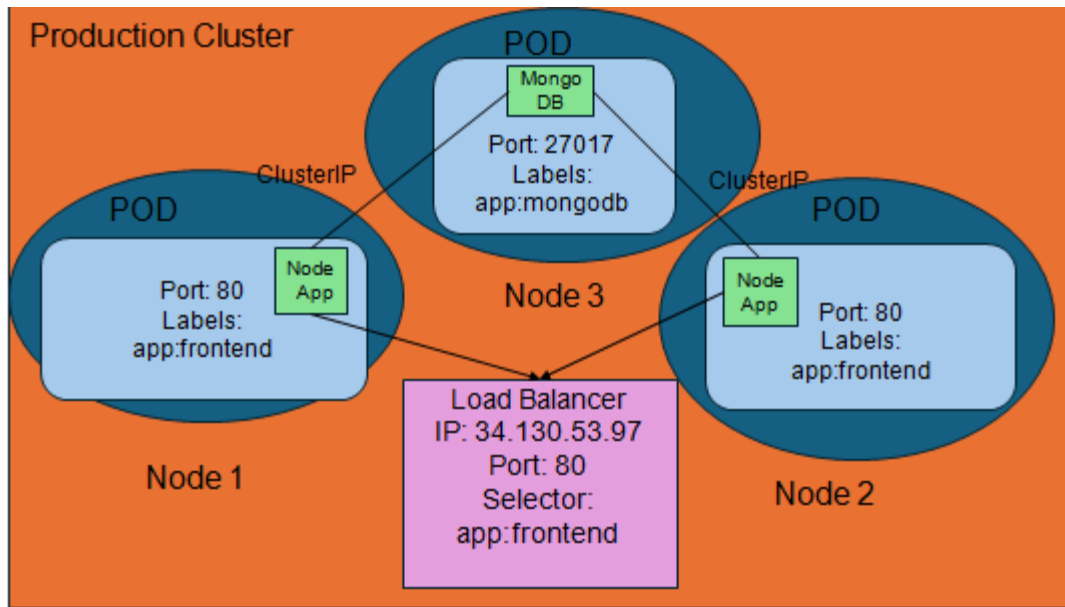 Production Cluster
POD
Mongo
DB
Port: 27017
Labels:
app:mongodb
ClusterIP
ClusterIP
POD
Node
App
Port: 80
Labels:
app:frontend
Node 1
Node 3
POD
Node
App
Port: 80
Labels:
app:frontend
Node 2
Load Balancer
IP: 34.130.53.97
Port: 80
Selector:
app:frontend